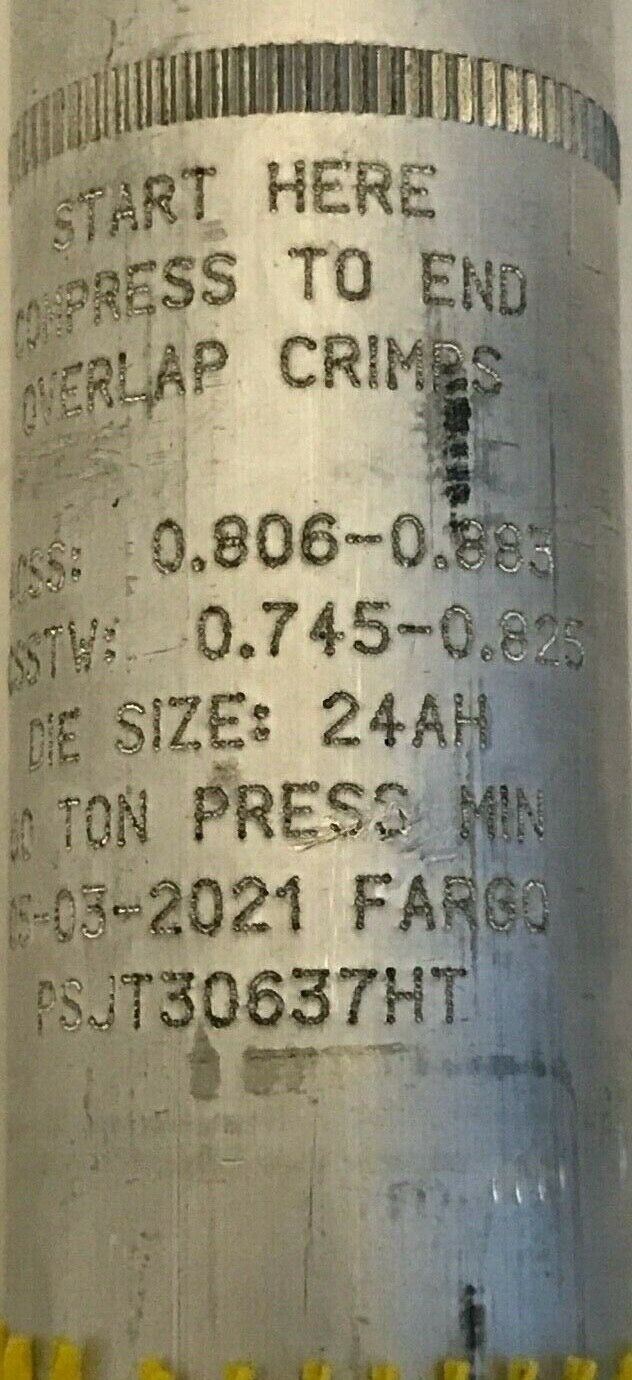 START HERE
COMPRESS TO END
OVERLAP CRIMPS
0.806-0.883
0.745-0.825
DIE SIZE: 24AH
TON PRESS MIN
FARGO
PSJT30637HT